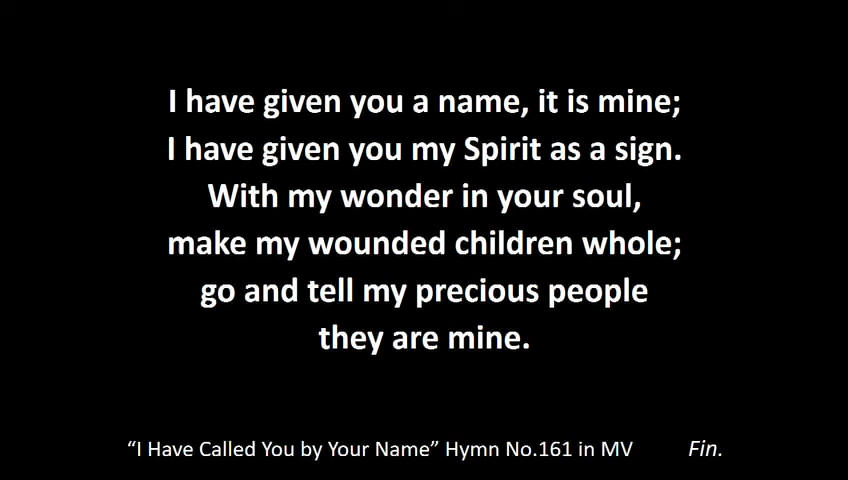 I have given you a name, it is mine;
I have given you my Spirit as a sign.
With my wonder in your soul,
make my wounded children whole;
go and tell my precious people
they are mine.
“I Have Called You by Your Name” Hymn No.161 in MV Fin.